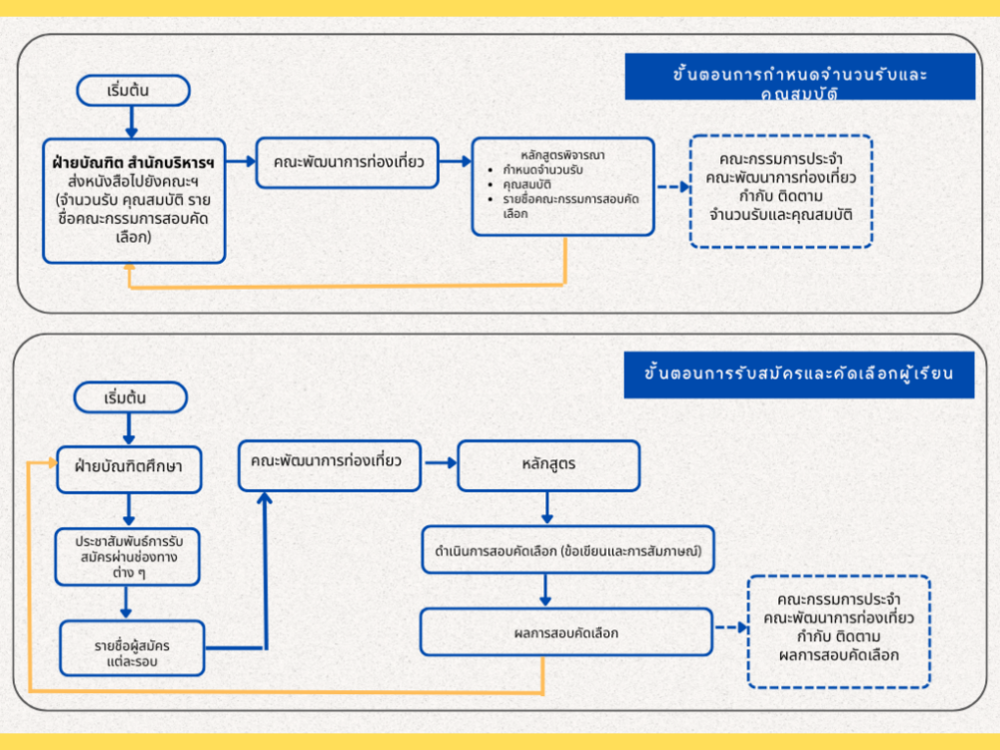 ขั้นตอนการกำหนดจำนวนรับและ
คุณสมบัติ
เริ่มต้น
ฝ่ายบัณฑิต สำนักบริหารฯ
ส่งหนังสือไปยังคณะฯ
(จำนวนรับ คุณสมบัติ ราย
ชื่อคณะกรรมการสอบคัด
เลือก)
คณะพัฒนาการท่องเที่ยว
หลักสูตรพิจารณา
• กำหนดจำนวนรับ
• คุณสมบัติ
• รายชื่อคณะกรรมการสอบคัด
เลือก
คณะกรรมการประจำ
คณะพัฒนาการท่องเที่ยว
กำกับ ติดตาม
จำนวนรับและคุณสมบัติ
ขั้นตอนการรับสมัครและคัดเลือกผู้เรียน
เริ่มต้น
ฝ่ายบัณฑิตศึกษา
ประชาสัมพันธ์การรับ
สมัครผ่านช่องทาง
ต่าง ๆ
รายชื่อผู้สมัคร
แต่ละรอบ
คณะพัฒนาการท่องเที่ยว
หลักสูตร
ดำเนินการสอบคัดเลือก (ข้อเขียนและการสัมภาษณ์)
ผลการสอบคัดเลือก
คณะกรรมการประจำ
คณะพัฒนาการท่องเที่ยว
กำกับ ติดตาม
ผลการสอบคัดเลือก